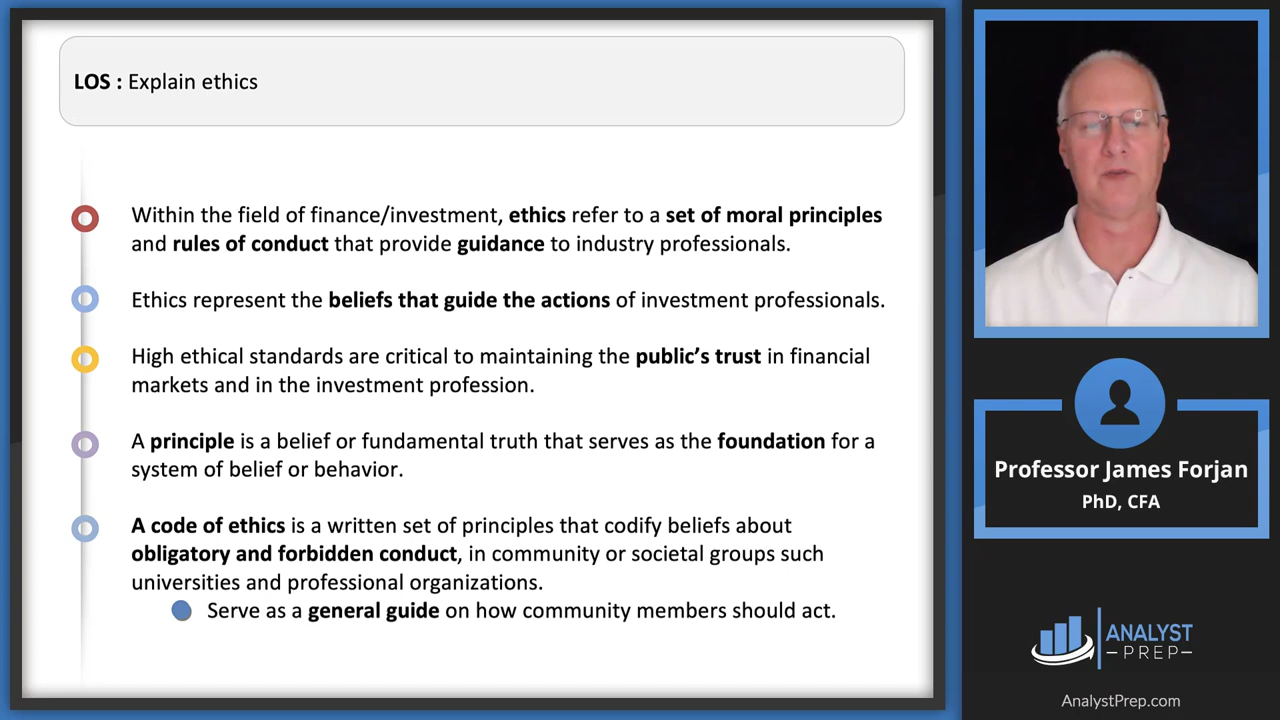 LOS : Explain ethics
Within the field of finance/investment, ethics refer to a set of moral principles
and rules of conduct that provide guidance to industry professionals.
Ethics represent the beliefs that guide the actions of investment professionals.
High ethical standards are critical to maintaining the public’s trust in financial
markets and in the investment profession.
A principle is a belief or fundamental truth that serves as the foundation for a
system of belief or behavior.
A code of ethics is a written set of principles that codify beliefs about
obligatory and forbidden conduct, in community or societal groups such
universities and professional organizations.
Serve as a general guide on how community members should act.
Professor James Forjan
PhD, CFA
ANALYST
PREP
AnalystPrep.com